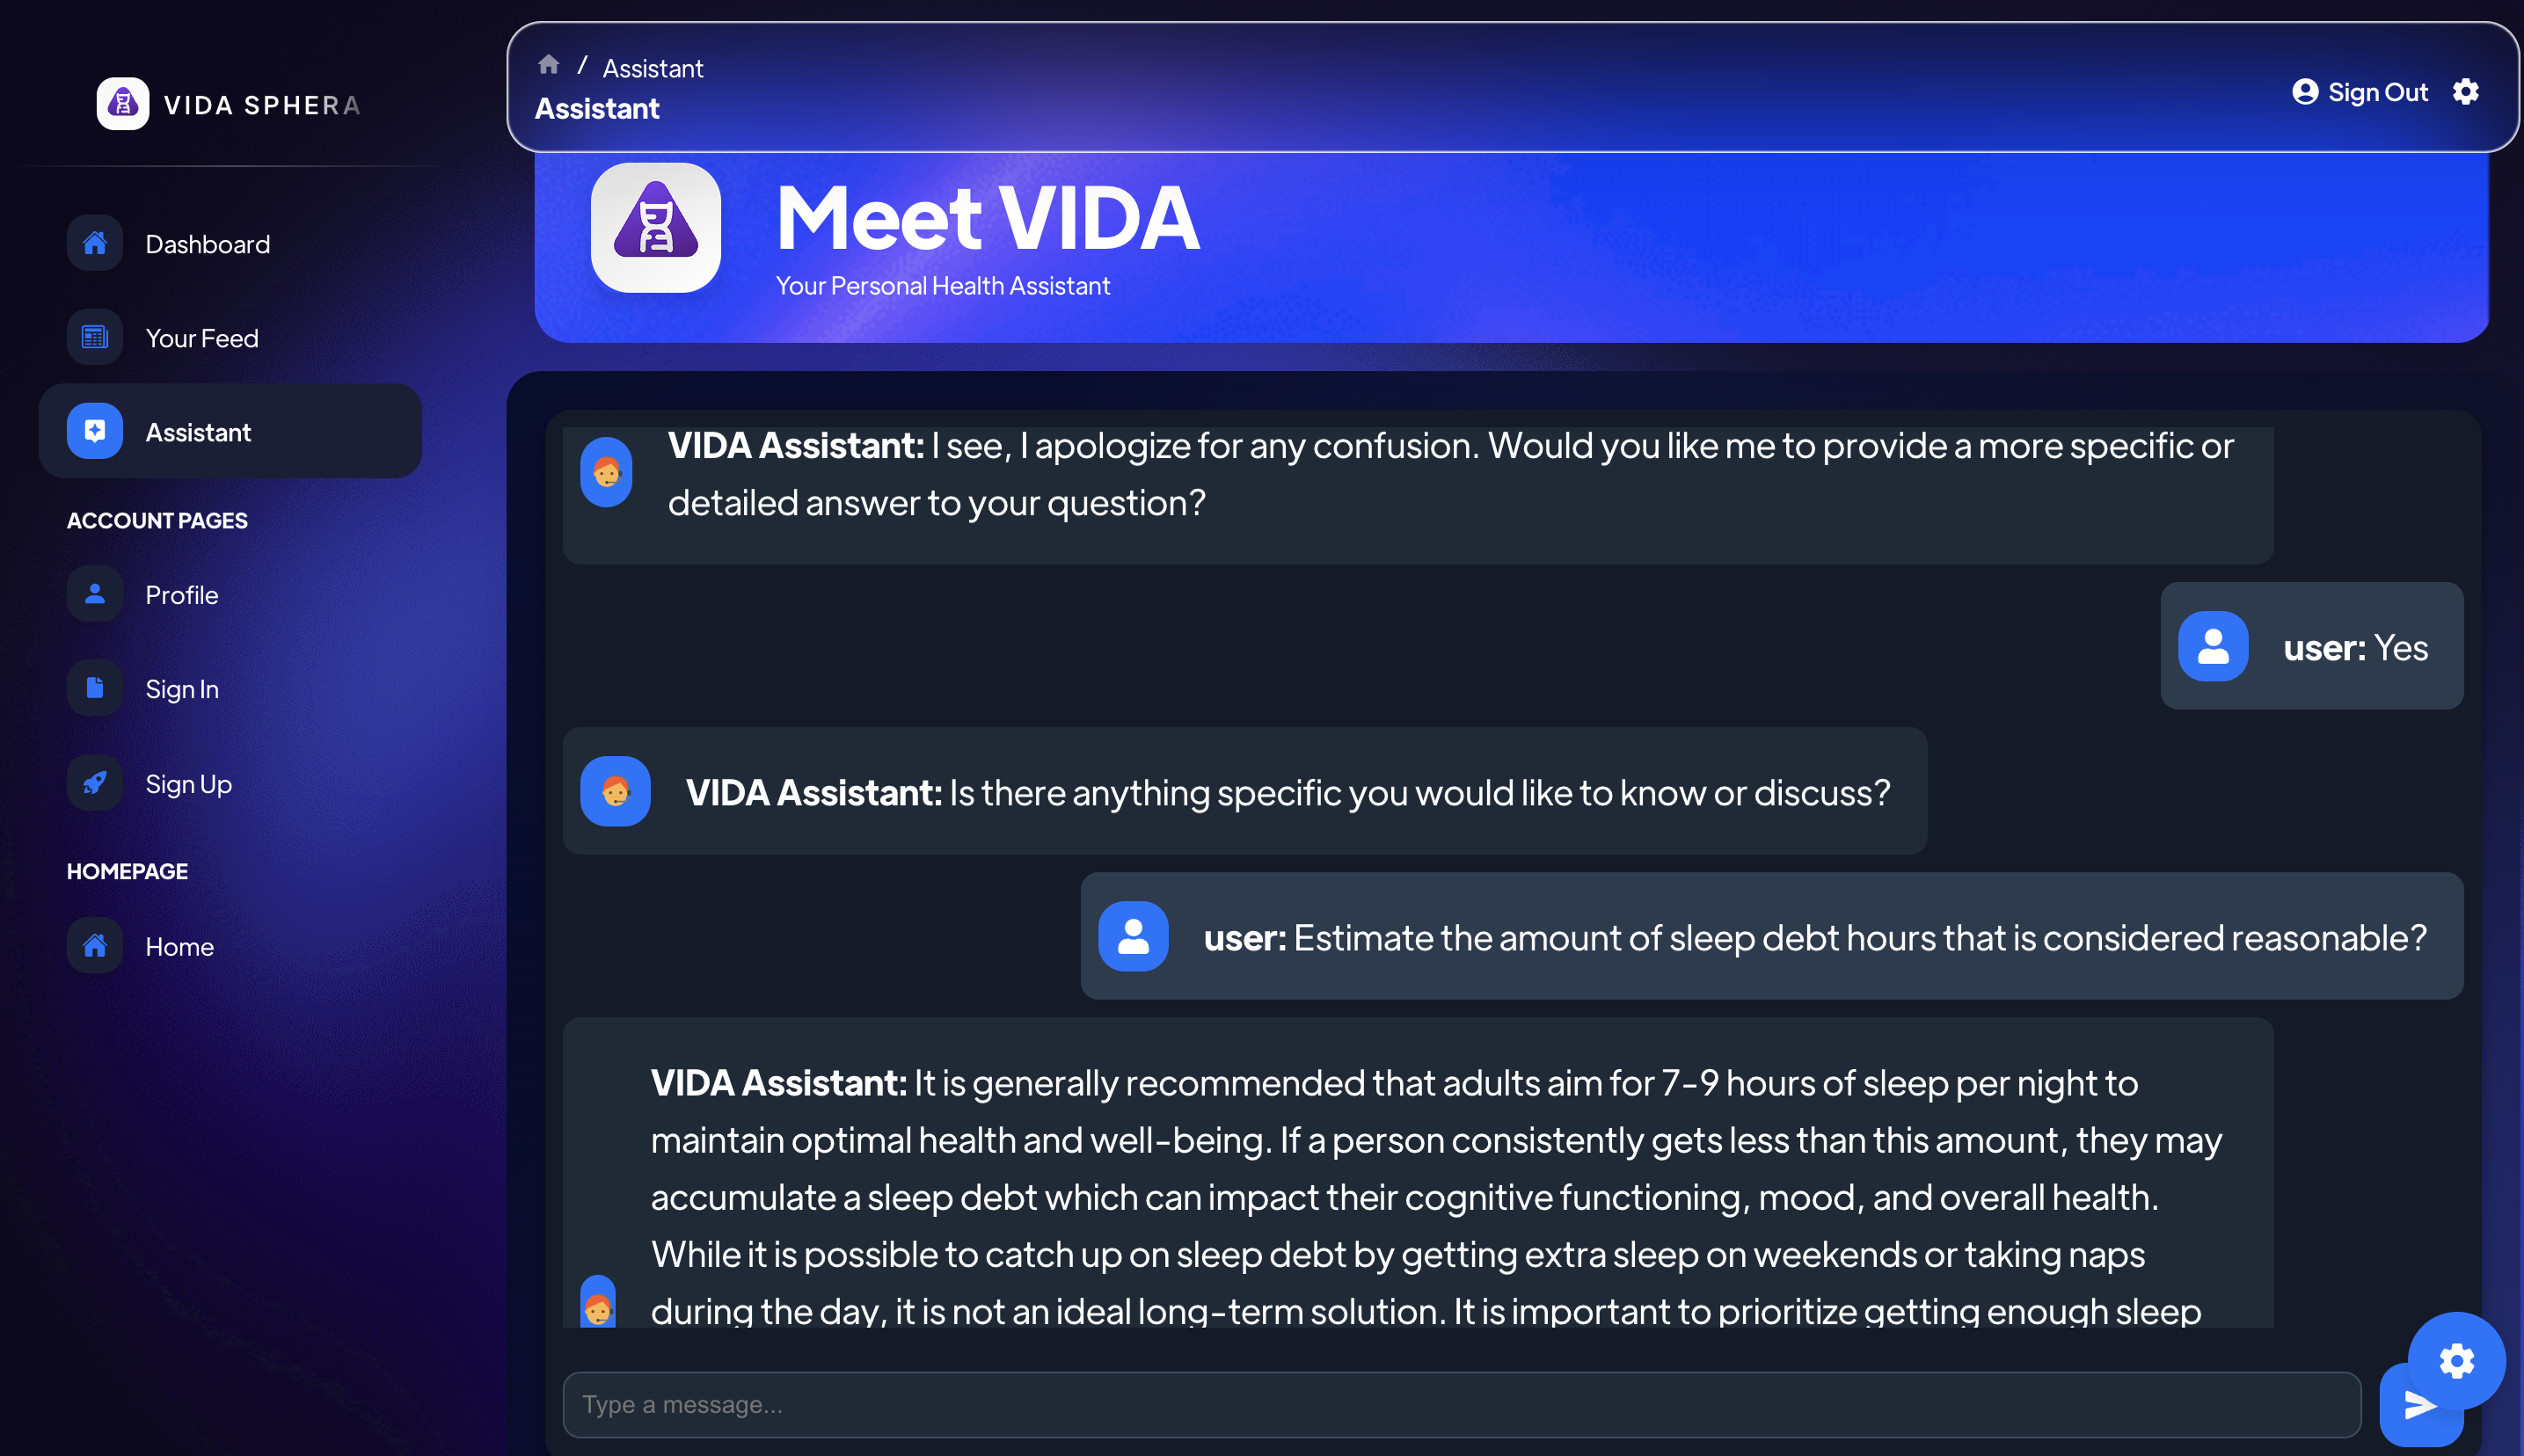 VIDA SPHERA
Dashboard
Your Feed
Assistant
ACCOUNT PAGES
Profile
Sign In
Sign Up
HOMEPAGE
Home
/ Assistant
Assistant
Sign Out
Meet VIDA
Your Personal Health Assistant
VIDA Assistant: I see, I apologize for any confusion. Would you like me to provide a more specific or
detailed answer to your question?
user: Yes
VIDA Assistant: Is there anything specific you would like to know or discuss?
user: Estimate the amount of sleep debt hours that is considered reasonable?
VIDA Assistant: It is generally recommended that adults aim for 7-9 hours of sleep per night to
maintain optimal health and well-being. If a person consistently gets less than this amount, they may
accumulate a sleep debt which can impact their cognitive functioning, mood, and overall health.
While it is possible to catch up on sleep debt by getting extra sleep on weekends or taking naps
during the day, it is not an ideal long-term solution. It is important to prioritize getting enough sleep
Type a message...